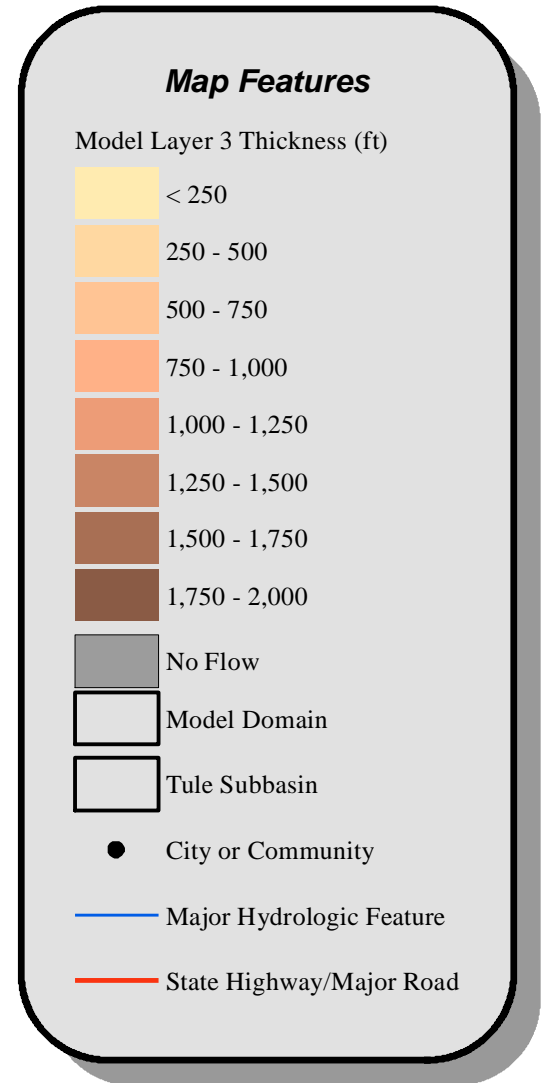 Map Features
Model Layer 3 Thickness (ft)
< 250
250 - 500
500 - 750
750 - 1,000
1,000 - 1,250
1,250 - 1,500
1,500 - 1,750
1,750 - 2,000
No Flow
Model Domain
Tule Subbasin
City or Community
Major Hydrologic Feature
State Highway/Major Road